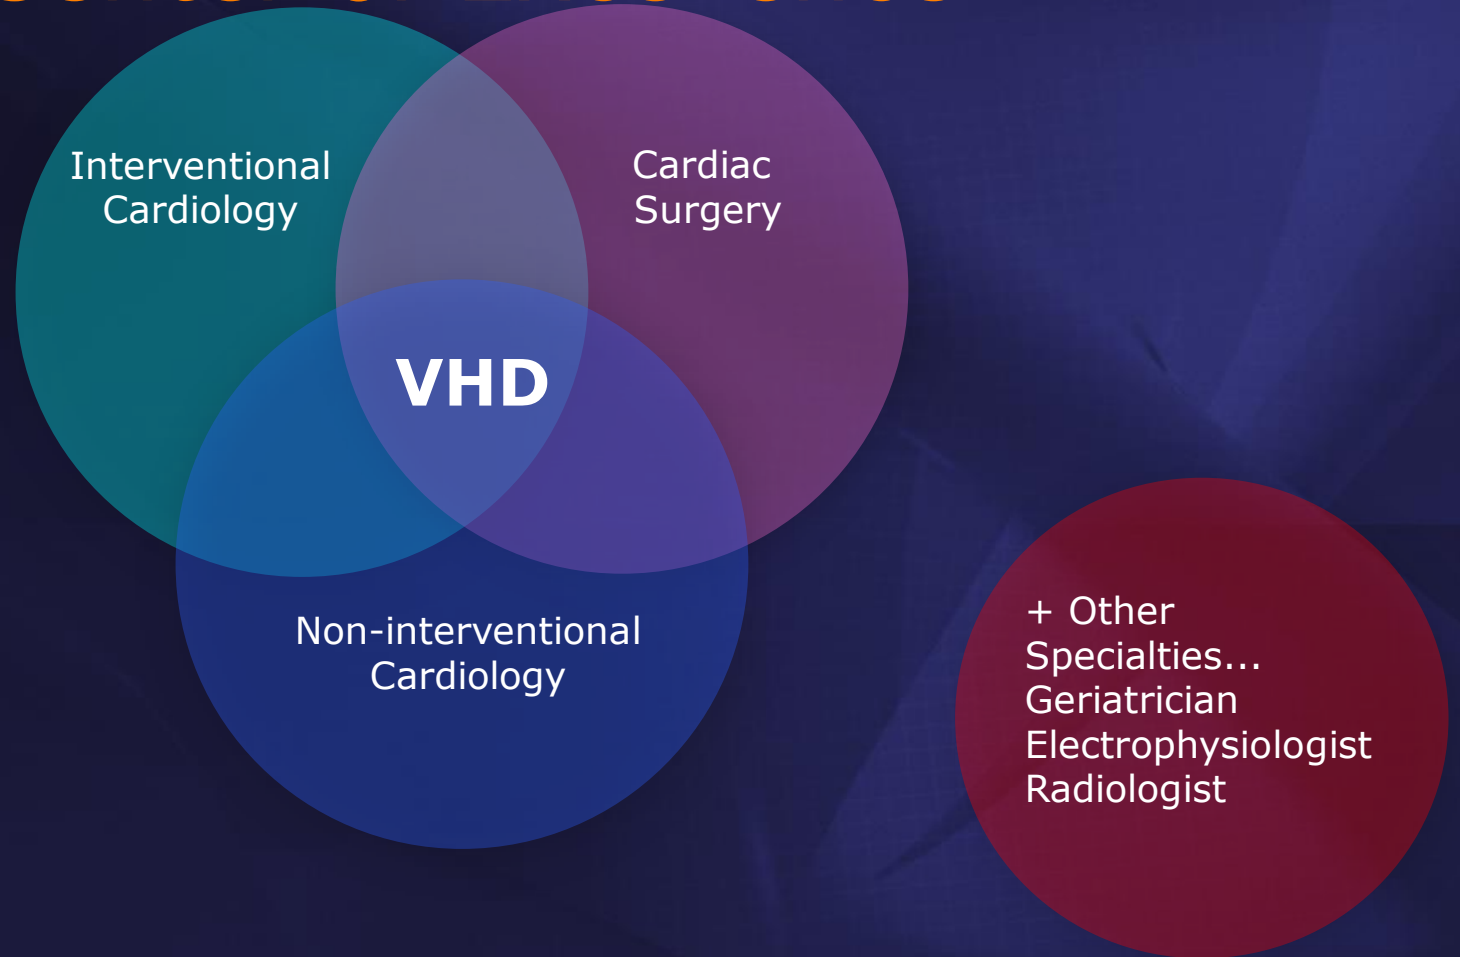 Interventional
Cardiology
Cardiac
Surgery
VHD
Non-interventional
Cardiology
+ Other
Specialties...
Geriatrician
Electrophysiologist
Radiologist